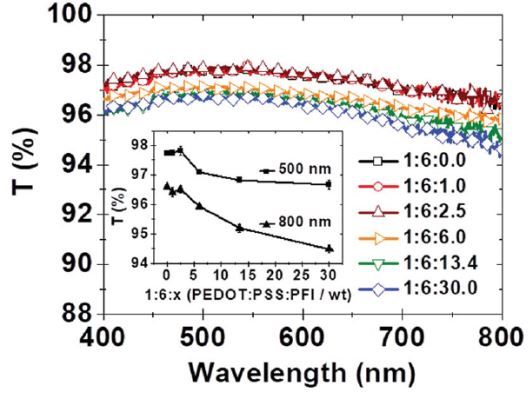 100
98
96
94
92
90
88
T (%)
400 500 600 700 800
Wavelength (nm)
1:6:0.0
1:6:1.0
1:6:2.5
1:6:6.0
1:6:13.4
1:6:30.0
98
97
96
95
94
T (%)
500 nm
800 nm
0 5 10 15 20 25 30
1:6:x (PEDOT:PSS:PFI / wt)